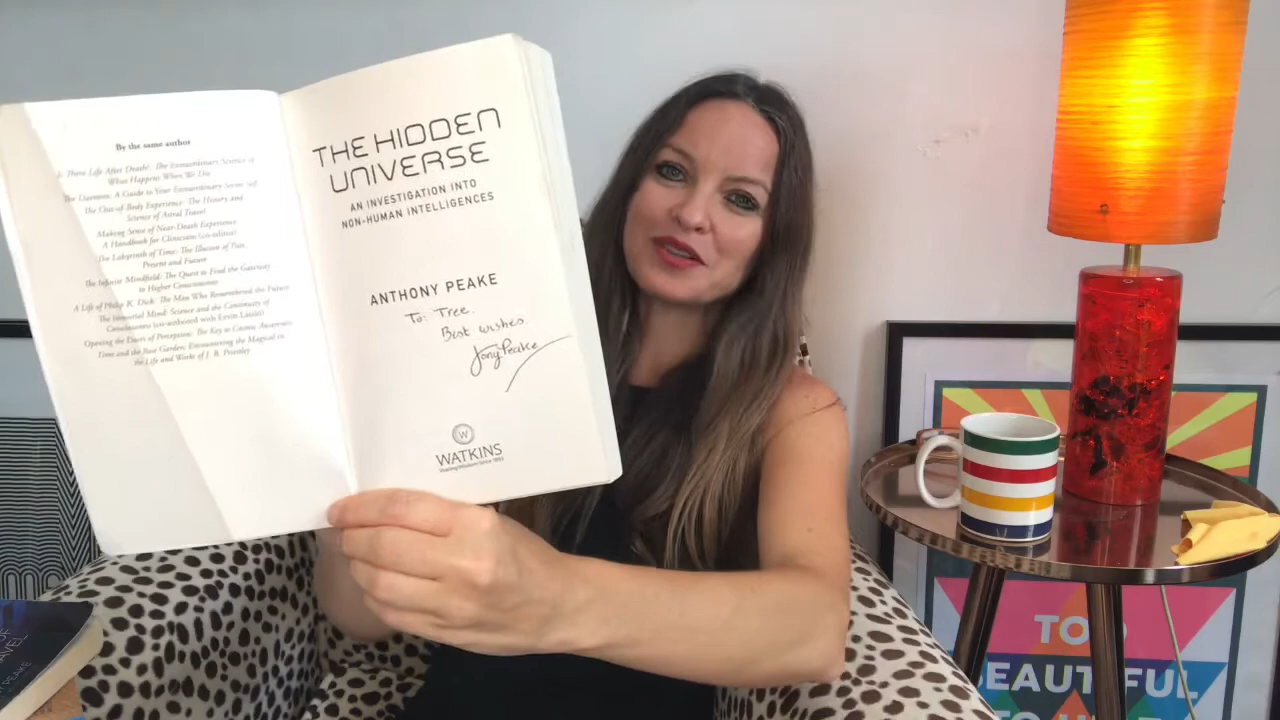 By the same author
Is There Life After Death?: The Extraordinary Science of
What Happens When We Die
The Daemon: A Guide to Your Extraordinary Secret Self
The Out-of-Body Experience: The History and
Science of Astral Travel
Making Sense of Near-Death Experience
A Handbook for Clinicians (co-editor)
The Labyrinth of Time: The Illusion of Past,
Present and Future
The Infinite Mindfield: The Quest to Find the Gateway
to Higher Consciousness
A Life of Philip K. Dick: The Man Who Remembered the Future
The Immortal Mind: Science and the Continuity of
Consciousness (co-authored with Ervin Laszlo)
Opening the Doors of Perception: The Key to Cosmic Awareness
Time and the Rose Garden: Encountering the Magical in
the Life and Works of J. B. Priestley
THE HIDDEN
UNIVERSE
AN INVESTIGATION INTO
NON-HUMAN INTELLIGENCES
ANTHONY PEAKE
To: Tree.
Best wishes
Tony Peake
W
WATKINS
Sharing Wisdom Since 1893
OF
PEAKE
TOO
BEAUTIFUL